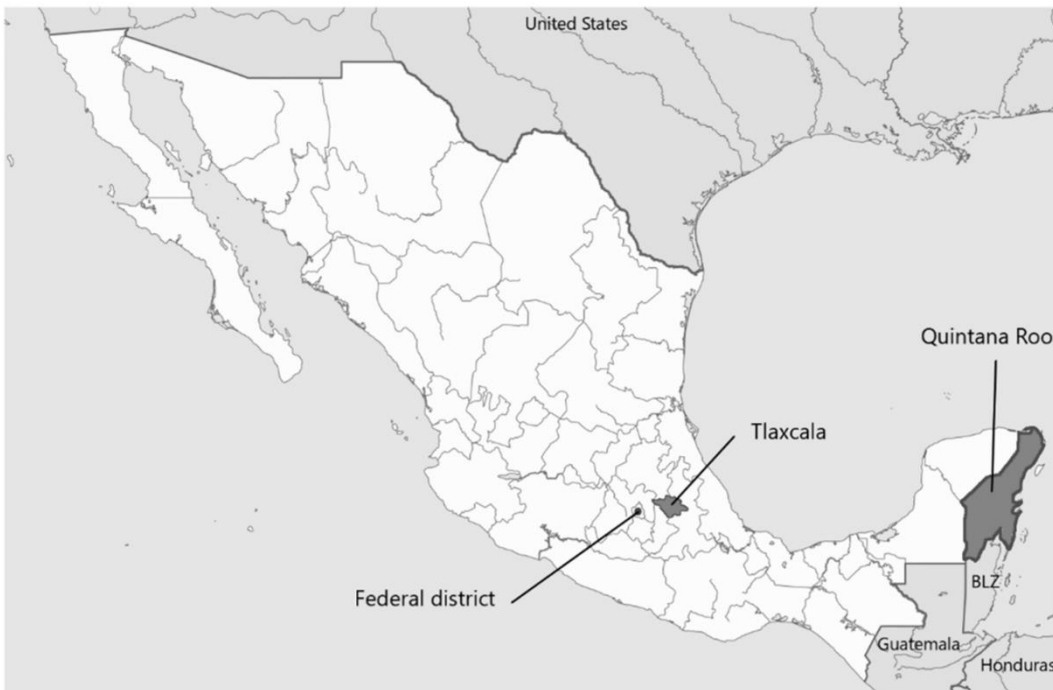 United States
Quintana Roo
Tlaxcala
Federal district
BLZ
Guatemala
Honduras